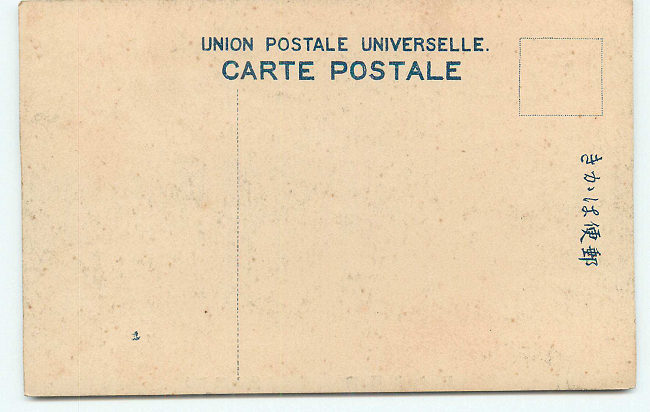 UNION POSTALE UNIVERSELLE.
CARTE POSTALE
きかは便郵